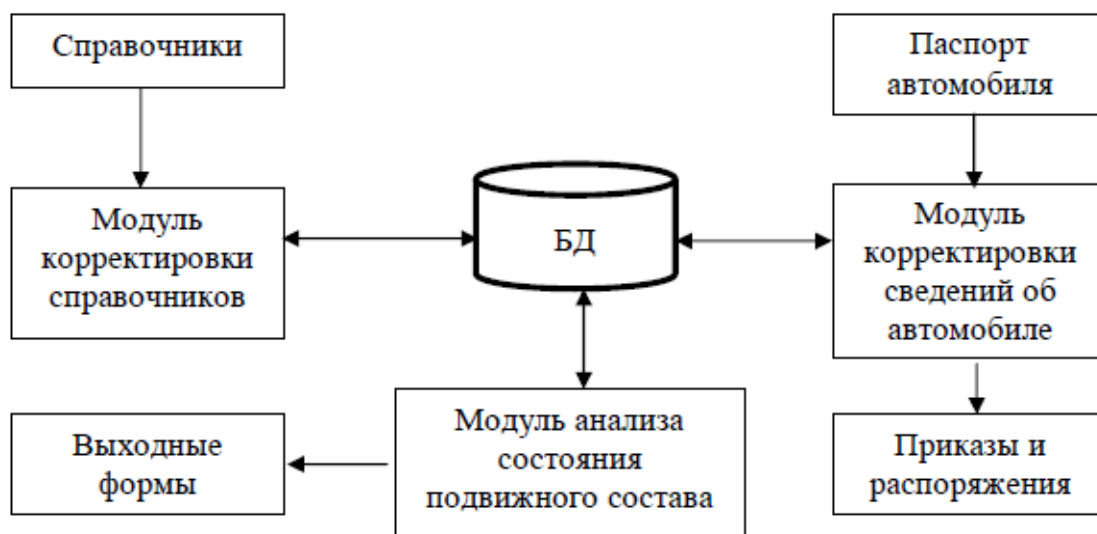 Справочники
Паспорт
автомобиля
Модуль
корректировки
справочников
БД
Модуль
корректировки
сведений об
автомобиле
Выходные
формы
Модуль анализа
состояния
подвижного состава
Приказы и
распоряжения